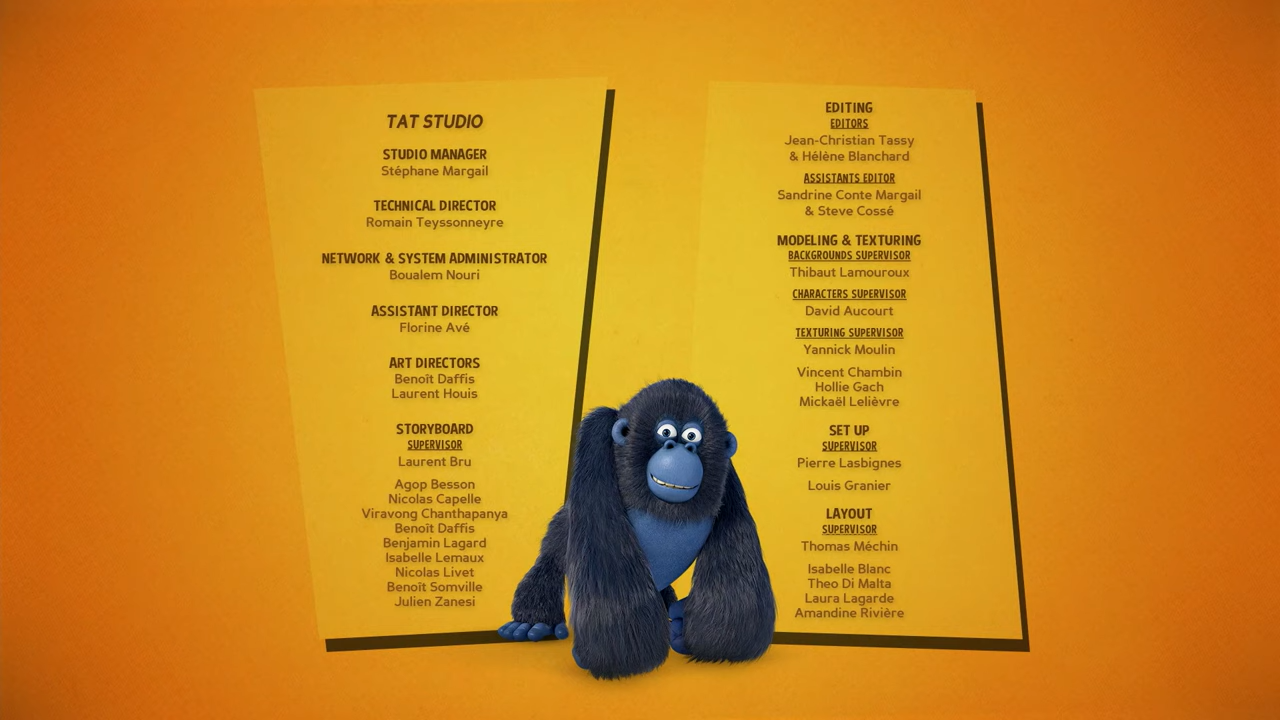 TAT STUDIO
STUDIO MANAGER
Stéphane Margail
TECHNICAL DIRECTOR
Romain Teyssonneyre
NETWORK & SYSTEM ADMINISTRATOR
Boualem Nouri
ASSISTANT DIRECTOR
Florine Avé
ART DIRECTORS
Benoît Daffis
Laurent Houis
STORYBOARD
SUPERVISOR
Laurent Bru
Agop Besson
Nicolas Capelle
Viravong Chanthapanya
Benoît Daffis
Benjamin Lagard
Isabelle Lemaux
Nicolas Livet
Benoît Somville
Julien Zanesi
EDITING
EDITORS
Jean-Christian Tassy
& Hélène Blanchard
ASSISTANTS EDITOR
Sandrine Conte Margail
& Steve Cossé
MODELING & TEXTURING
BACKGROUNDS SUPERVISOR
Thibaut Lamouroux
CHARACTERS SUPERVISOR
David Aucourt
TEXTURING SUPERVISOR
Yannick Moulin
Vincent Chambin
Hollie Gach
Mickaël Lelièvre
SET UP
SUPERVISOR
Pierre Lasbignes
Louis Granier
LAYOUT
SUPERVISOR
Thomas Méchin
Isabelle Blanc
Theo Di Malta
Laura Lagarde
Amandine Rivière